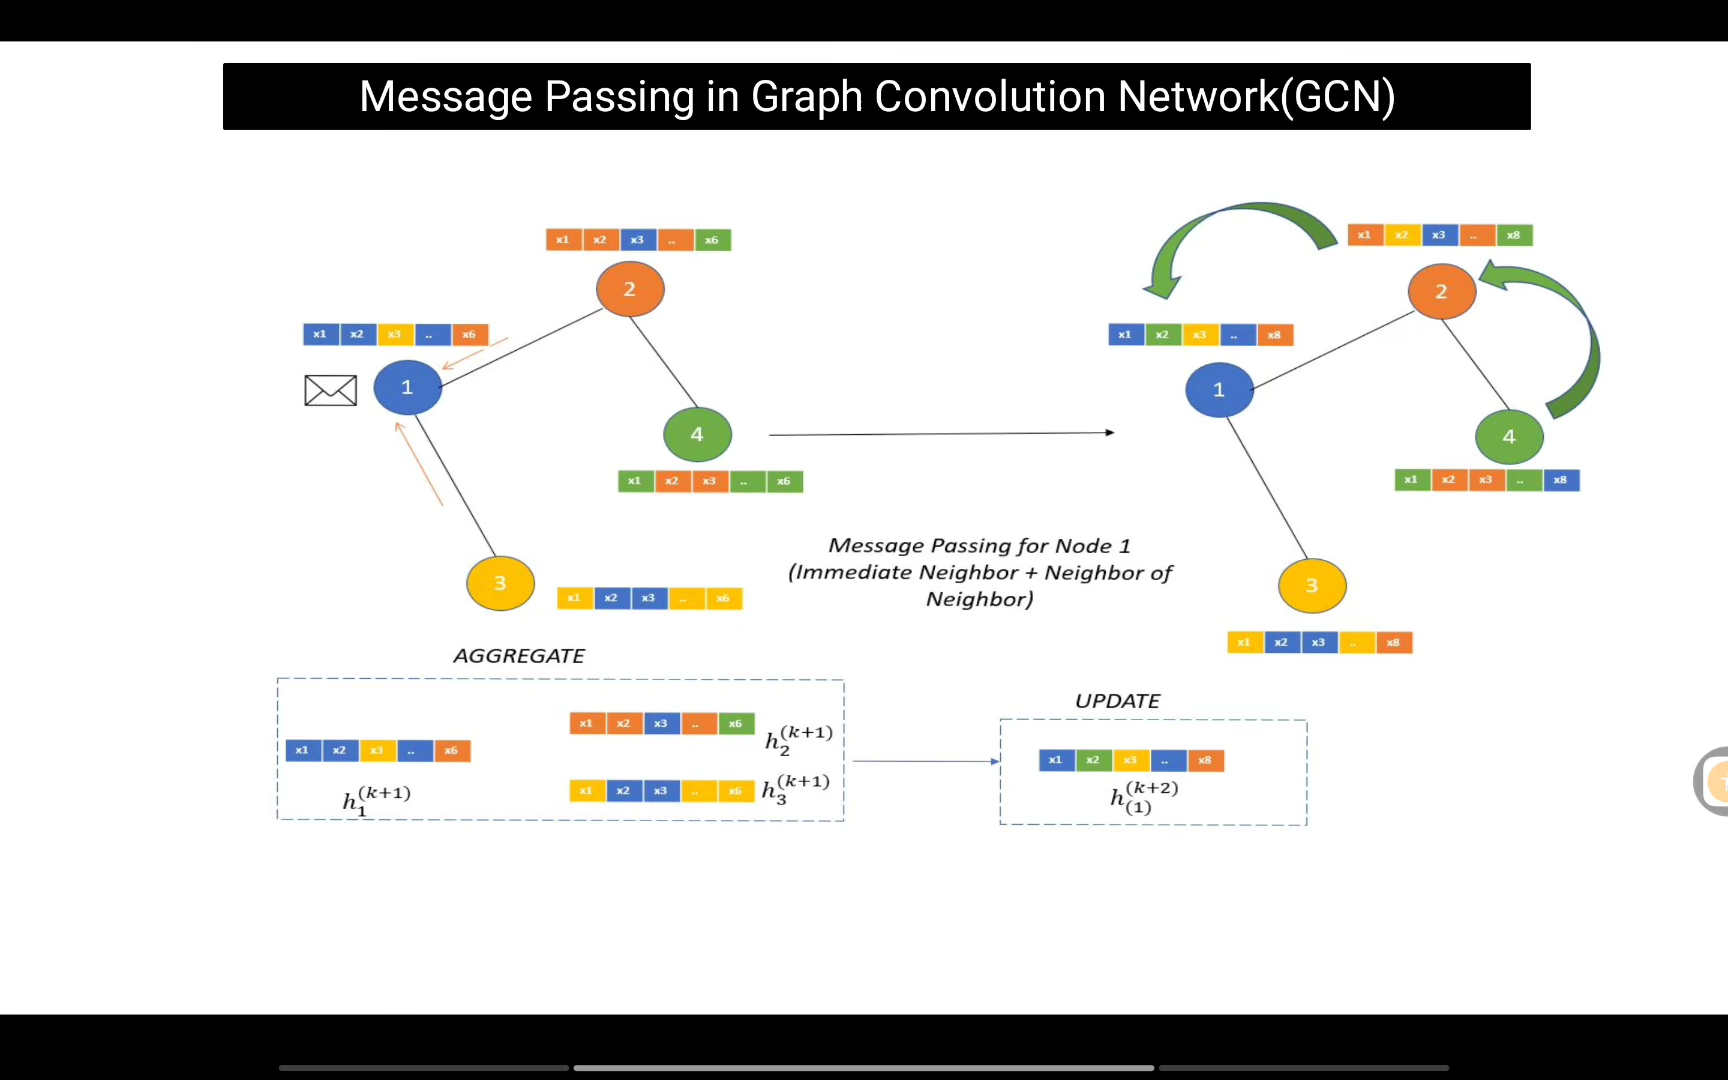 Message Passing in Graph Convolution Network(GCN)
x1 x2 x3 .. x6
2
x1 x2 x3 .. x6
1
4
x1 x2 x3 .. x6
3
x1 x2 x3 .. x6
x1 x2 x3 .. x8
2
x1 x2 x3 .. x8
1
4
x1 x2 x3 .. x8
3
x1 x2 x3 .. x8
Message Passing for Node 1
(Immediate Neighbor + Neighbor of
Neighbor)
AGGREGATE
x1 x2 x3 .. x6
h_1^(k+1)
x1 x2 x3 .. x6
h_2^(k+1)
x1 x2 x3 .. x6
h_3^(k+1)
UPDATE
x1 x2 x3 .. x8
h_(1)^(k+2)